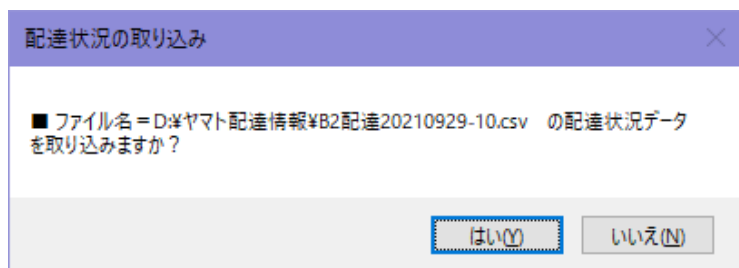 配達状況の取り込み
■ ファイル名=D:¥ヤマト配達情報¥B2配達20210929-10.csv　の配達状況データ
を取り込みますか？
はい(Y)
いいえ(N)